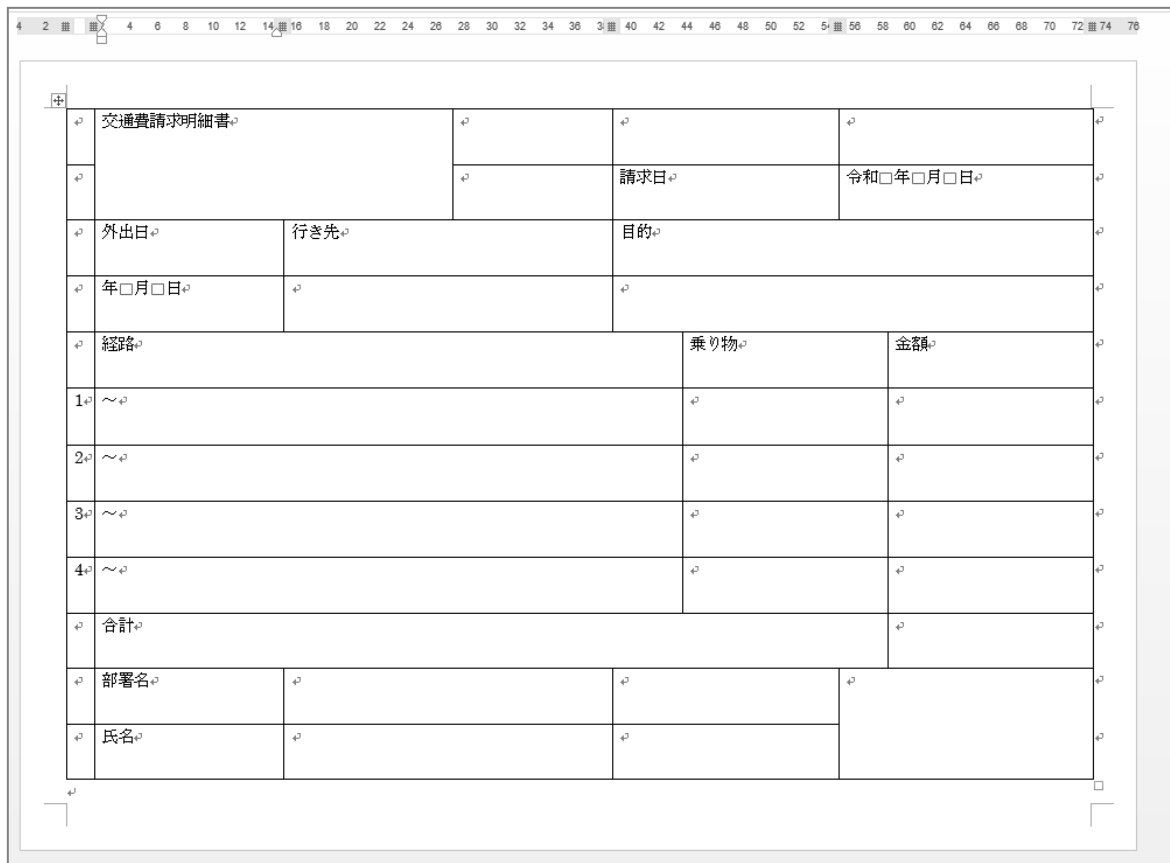 4 2 4 6 8 10 12 14 16 18 20 22 24 26 28 30 32 34 36 3 40 42 44 46 48 50 52 5 56 58 60 62 64 66 68 70 72 74 76
交通費請求明細書
請求日 令和□年□月□日
外出日 行き先 目的
年□月□日
経路 乗り物 金額
1 ～
2 ～
3 ～
4 ～
合計
部署名
氏名